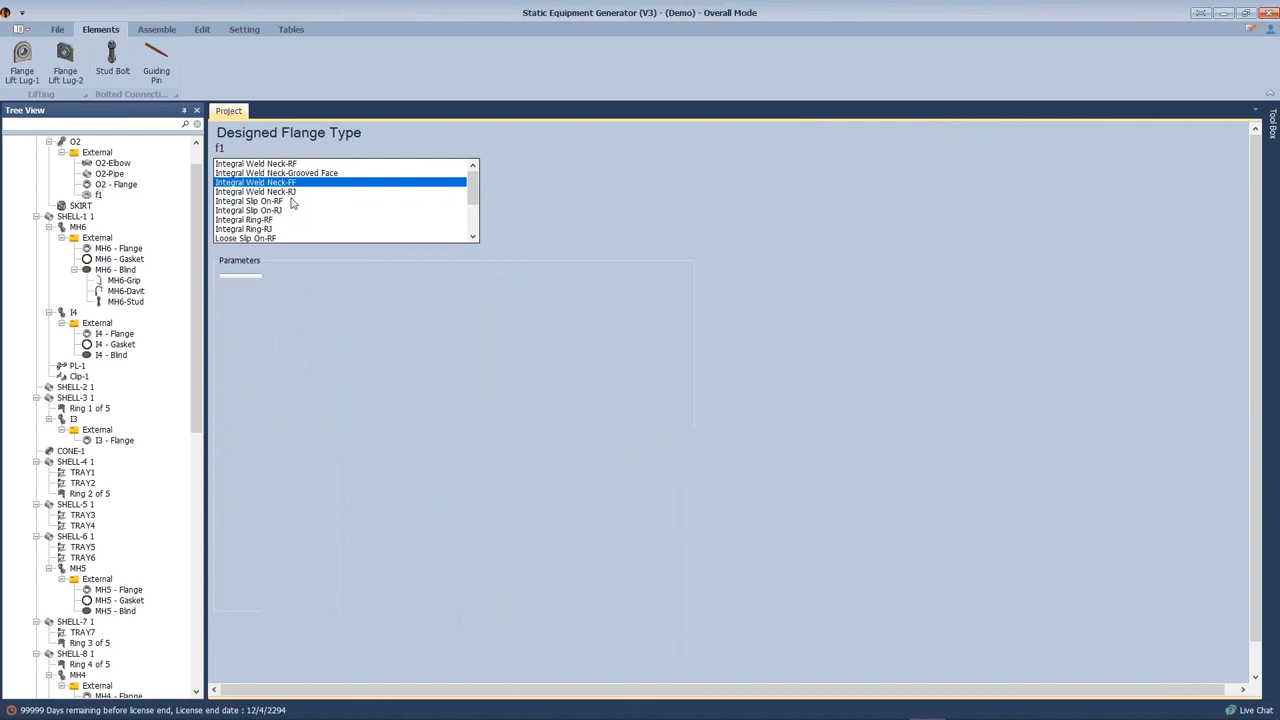 Static Equipment Generator (V3) - (Demo) - Overall Mode
File
Elements
Assemble
Edit
Setting
Tables
Flange
Lift Lug-1
Flange
Lift Lug-2
Stud Bolt
Guiding
Pin
Lifting
Bolted Connecti...
Tree View
O2
External
O2-Elbow
O2-Pipe
O2 - Flange
f1
SKIRT
SHELL-1 1
MH6
External
MH6 - Flange
MH6 - Gasket
MH6 - Blind
MH6-Grip
MH6-Davit
MH6-Stud
I4
External
I4 - Flange
I4 - Gasket
I4 - Blind
PL-1
Clip-1
SHELL-2 1
SHELL-3 1
Ring 1 of 5
I3
External
I3 - Flange
CONE-1
SHELL-4 1
TRAY1
TRAY2
Ring 2 of 5
SHELL-5 1
TRAY3
TRAY4
SHELL-6 1
TRAY5
TRAY6
MH5
External
MH5 - Flange
MH5 - Gasket
MH5 - Blind
SHELL-7 1
TRAY7
Ring 3 of 5
SHELL-8 1
Ring 4 of 5
MH4
External
MH4 - Flange
Project
Designed Flange Type
f1
Integral Weld Neck-RF
Integral Weld Neck-Grooved Face
Integral Weld Neck-FF
Integral Weld Neck-RJ
Integral Slip On-RF
Integral Slip On-RJ
Integral Ring-RF
Integral Ring-RJ
Loose Slip On-RF
Parameters
ToolBox
99999 Days remaining before license end, License end date : 12/4/2294
Live Chat